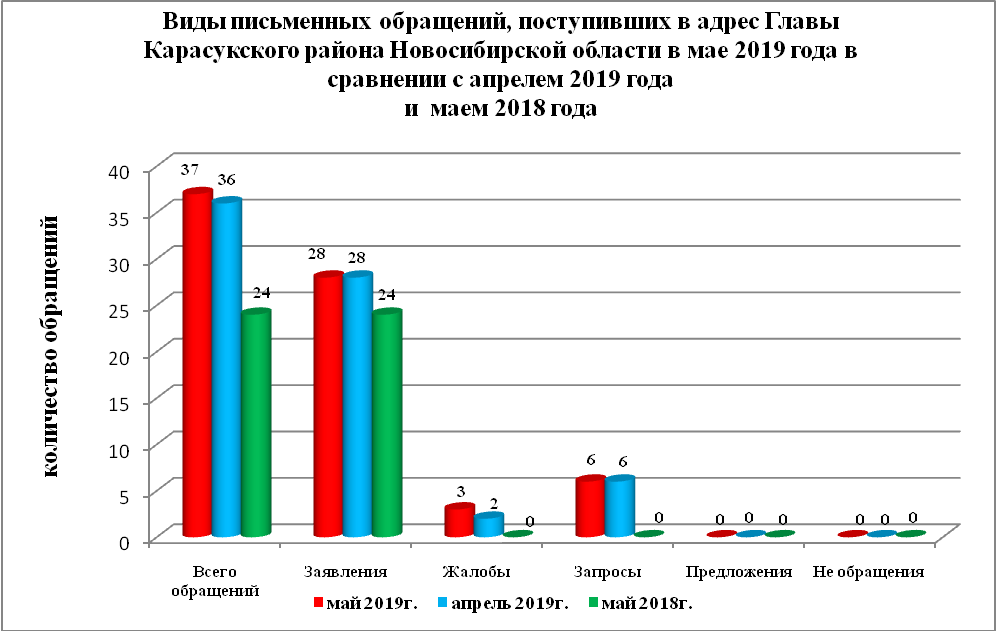 Виды письменных обращений, поступивших в адрес Главы
Карасукского района Новосибирской области в мае 2019 года в
сравнении с апрелем 2019 года
и маем 2018 года
количество обращений
40
35
30
25
20
15
10
5
0
37 36 24
28 28 24
3 2 0
6 6 0
0 0 0
0 0 0
Всего обращений
Заявления
Жалобы
Запросы
Предложения
Не обращения
май 2019г. апрель 2019г. май 2018г.